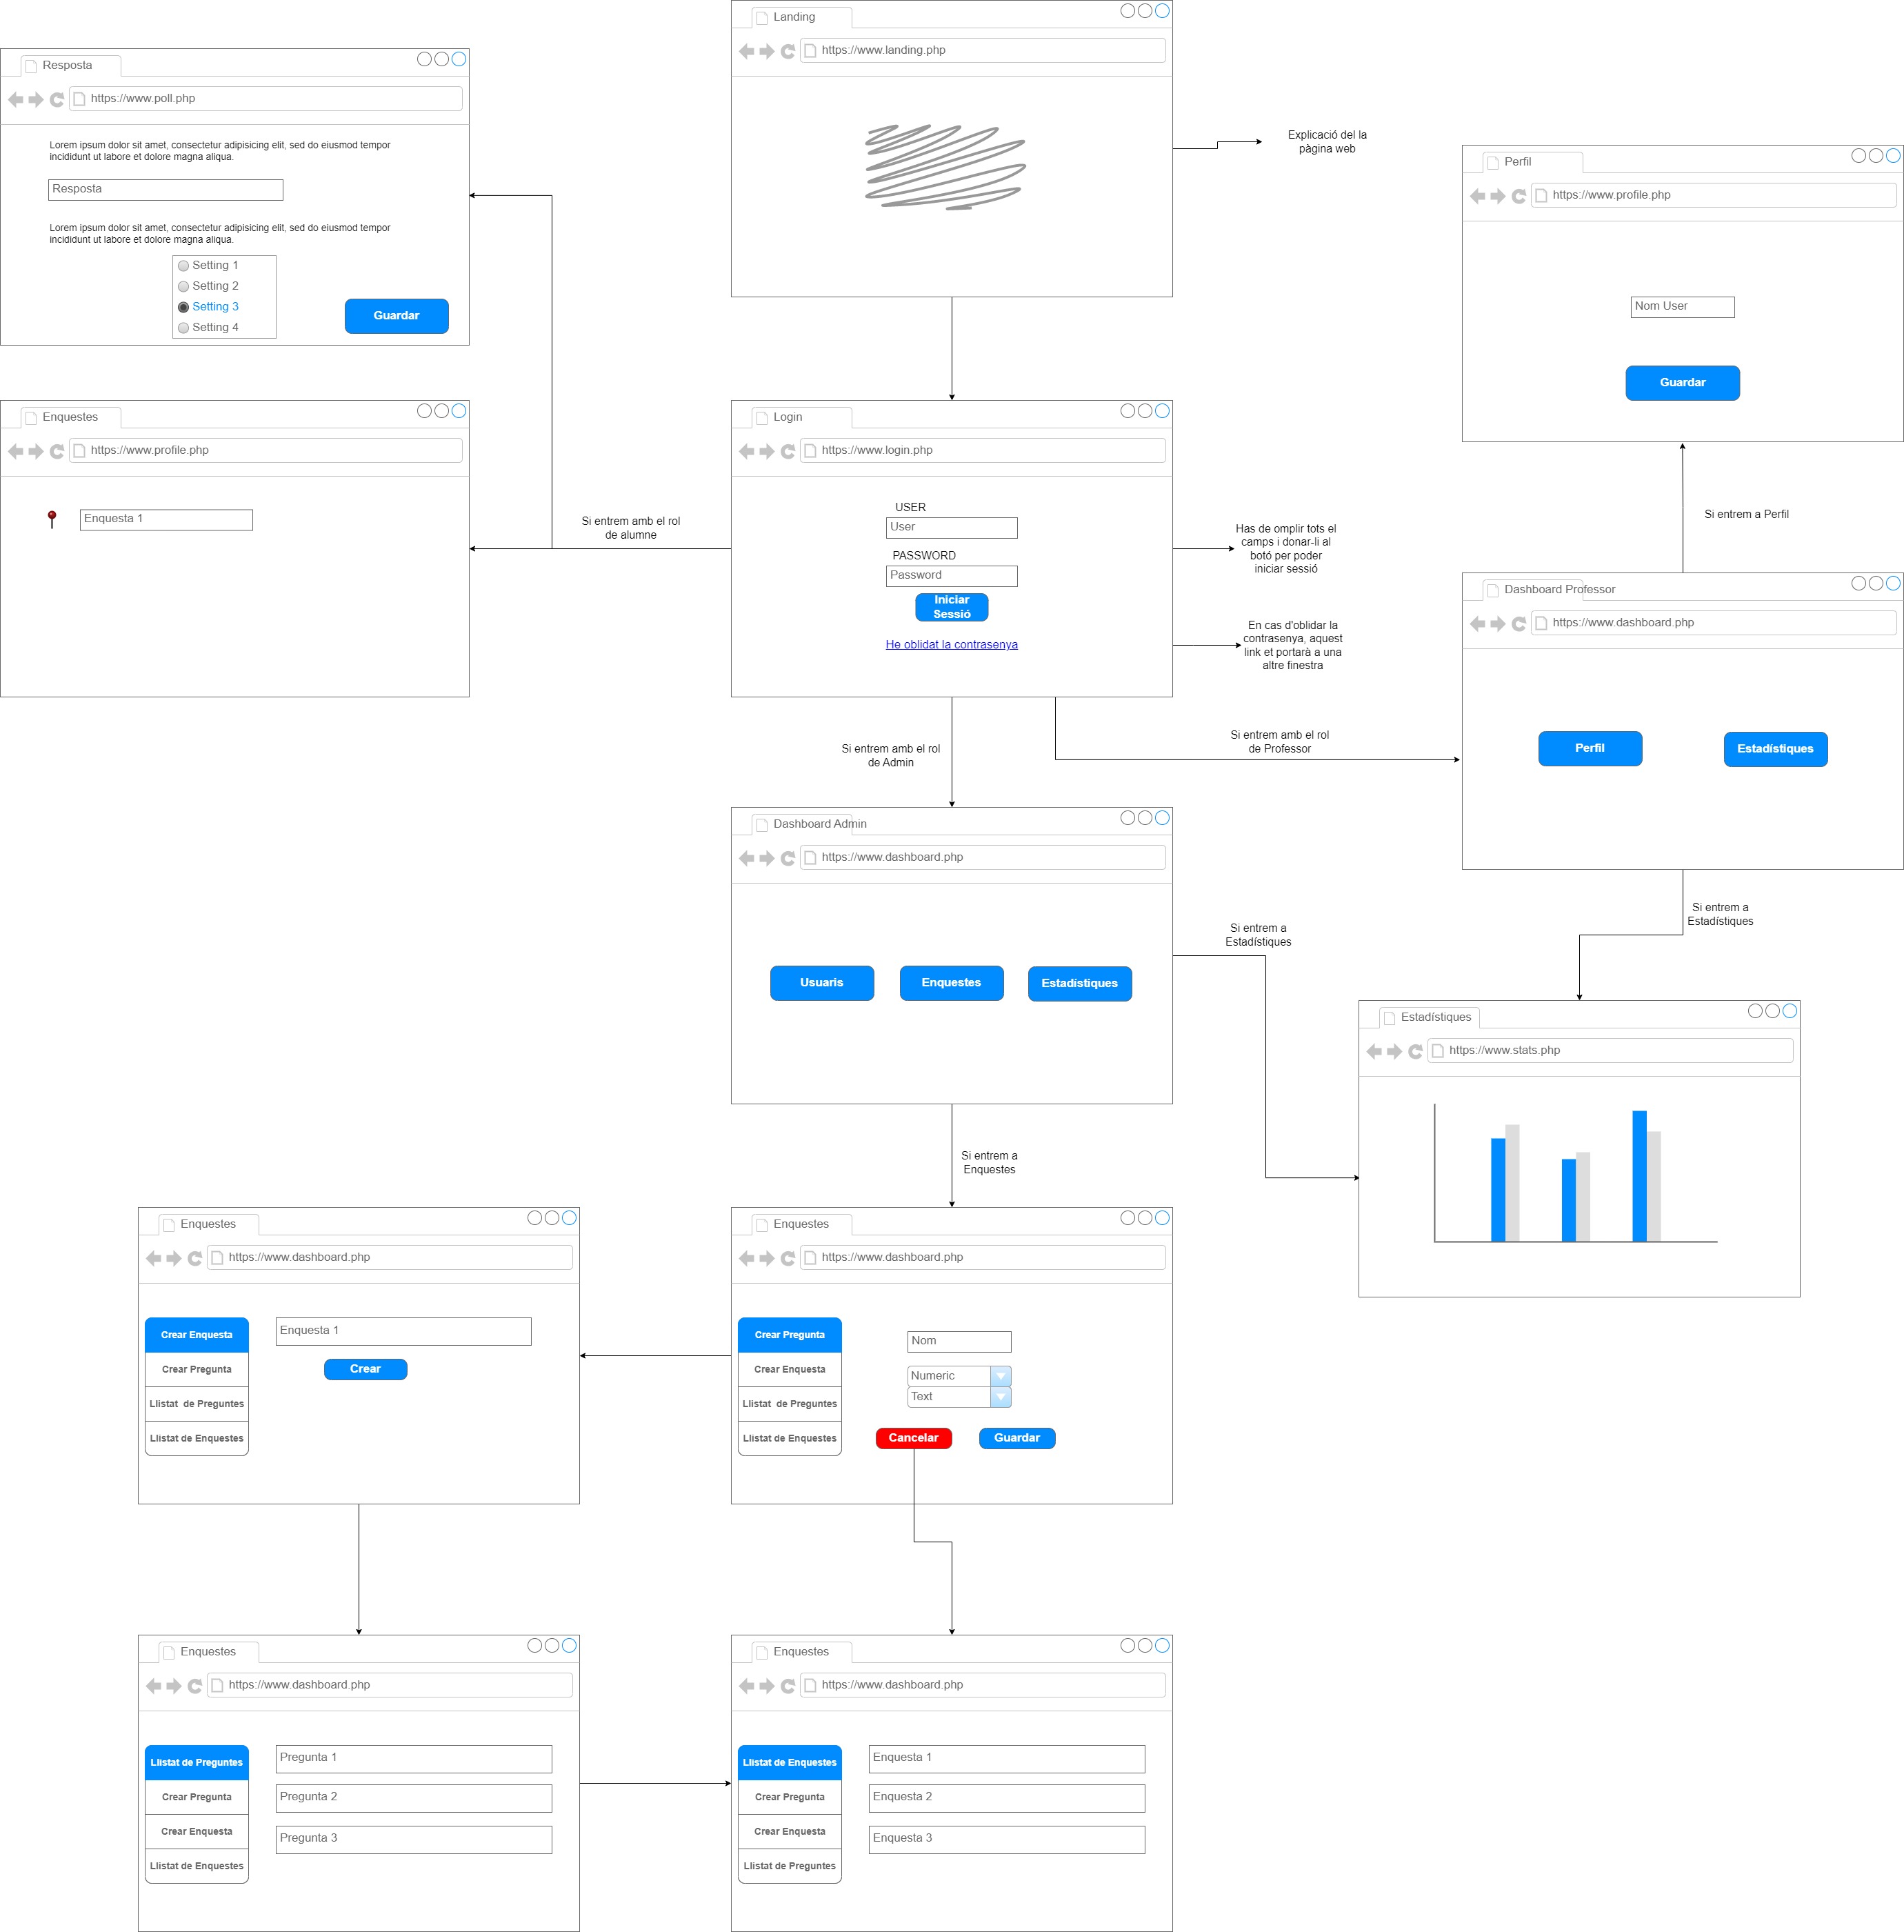 Landing
https://www.landing.php
Explicació del la
pàgina web
Resposta
https://www.poll.php
Lorem ipsum dolor sit amet, consectetur adipisicing elit, sed do eiusmod tempor
incididunt ut labore et dolore magna aliqua.
Resposta
Lorem ipsum dolor sit amet, consectetur adipisicing elit, sed do eiusmod tempor
incididunt ut labore et dolore magna aliqua.
Setting 1
Setting 2
Setting 3
Setting 4
Guardar
Perfil
https://www.profile.php
Nom User
Guardar
Enquestes
https://www.profile.php
Enquesta 1
Si entrem amb el rol
de alumne
Login
https://www.login.php
USER
User
PASSWORD
Password
Iniciar
Sessió
He oblidat la contrasenya
Has de omplir tots el
camps i donar-li al
botó per poder
iniciar sessió
En cas d'oblidar la
contrasenya, aquest
link et portarà a una
altre finestra
Si entrem a Perfil
Dashboard Professor
https://www.dashboard.php
Perfil
Estadístiques
Si entrem amb el rol
de Professor
Si entrem amb el rol
de Admin
Dashboard Admin
https://www.dashboard.php
Usuaris
Enquestes
Estadístiques
Si entrem a
Estadístiques
Si entrem a
Estadístiques
Estadístiques
https://www.stats.php
Si entrem a
Enquestes
Enquestes
https://www.dashboard.php
Crear Enquesta
Crear Pregunta
Llistat de Preguntes
Llistat de Enquestes
Enquesta 1
Crear
Enquestes
https://www.dashboard.php
Crear Pregunta
Crear Enquesta
Llistat de Preguntes
Llistat de Enquestes
Nom
Numeric
Text
Cancelar
Guardar
Enquestes
https://www.dashboard.php
Llistat de Preguntes
Crear Pregunta
Crear Enquesta
Llistat de Enquestes
Pregunta 1
Pregunta 2
Pregunta 3
Enquestes
https://www.dashboard.php
Llistat de Enquestes
Crear Pregunta
Crear Enquesta
Llistat de Preguntes
Enquesta 1
Enquesta 2
Enquesta 3